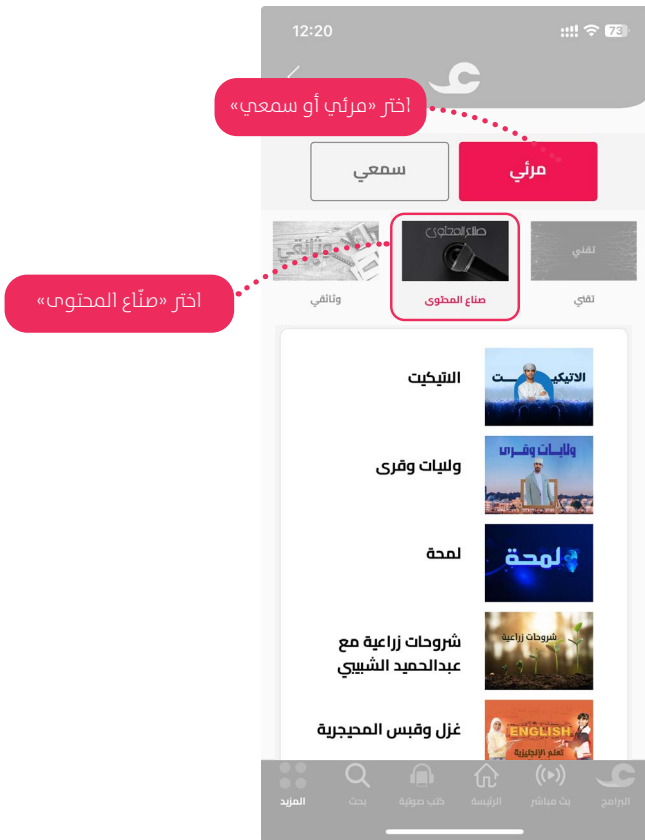 12:20
73
اختر «مرئي أو سمعي»
مرئي
سمعي
تقني
صناع المحتوى
وثائقي
تقني
صناع المحتوى
وثائقي
اختر «صنّاع المحتوى»
الاتيكيت
الاتيكيت
ولايات وقرى
ولايات وقرى
لمحة
لمحة
شروحات زراعية
شروحات زراعية مع
عبدالحميد الشبيبي
ENGLISH
تعلم الإنجليزية
غزل وقبس المحيجرية
البرامج
بث مباشر
الرئيسة
كتب صوتية
بحث
المزيد